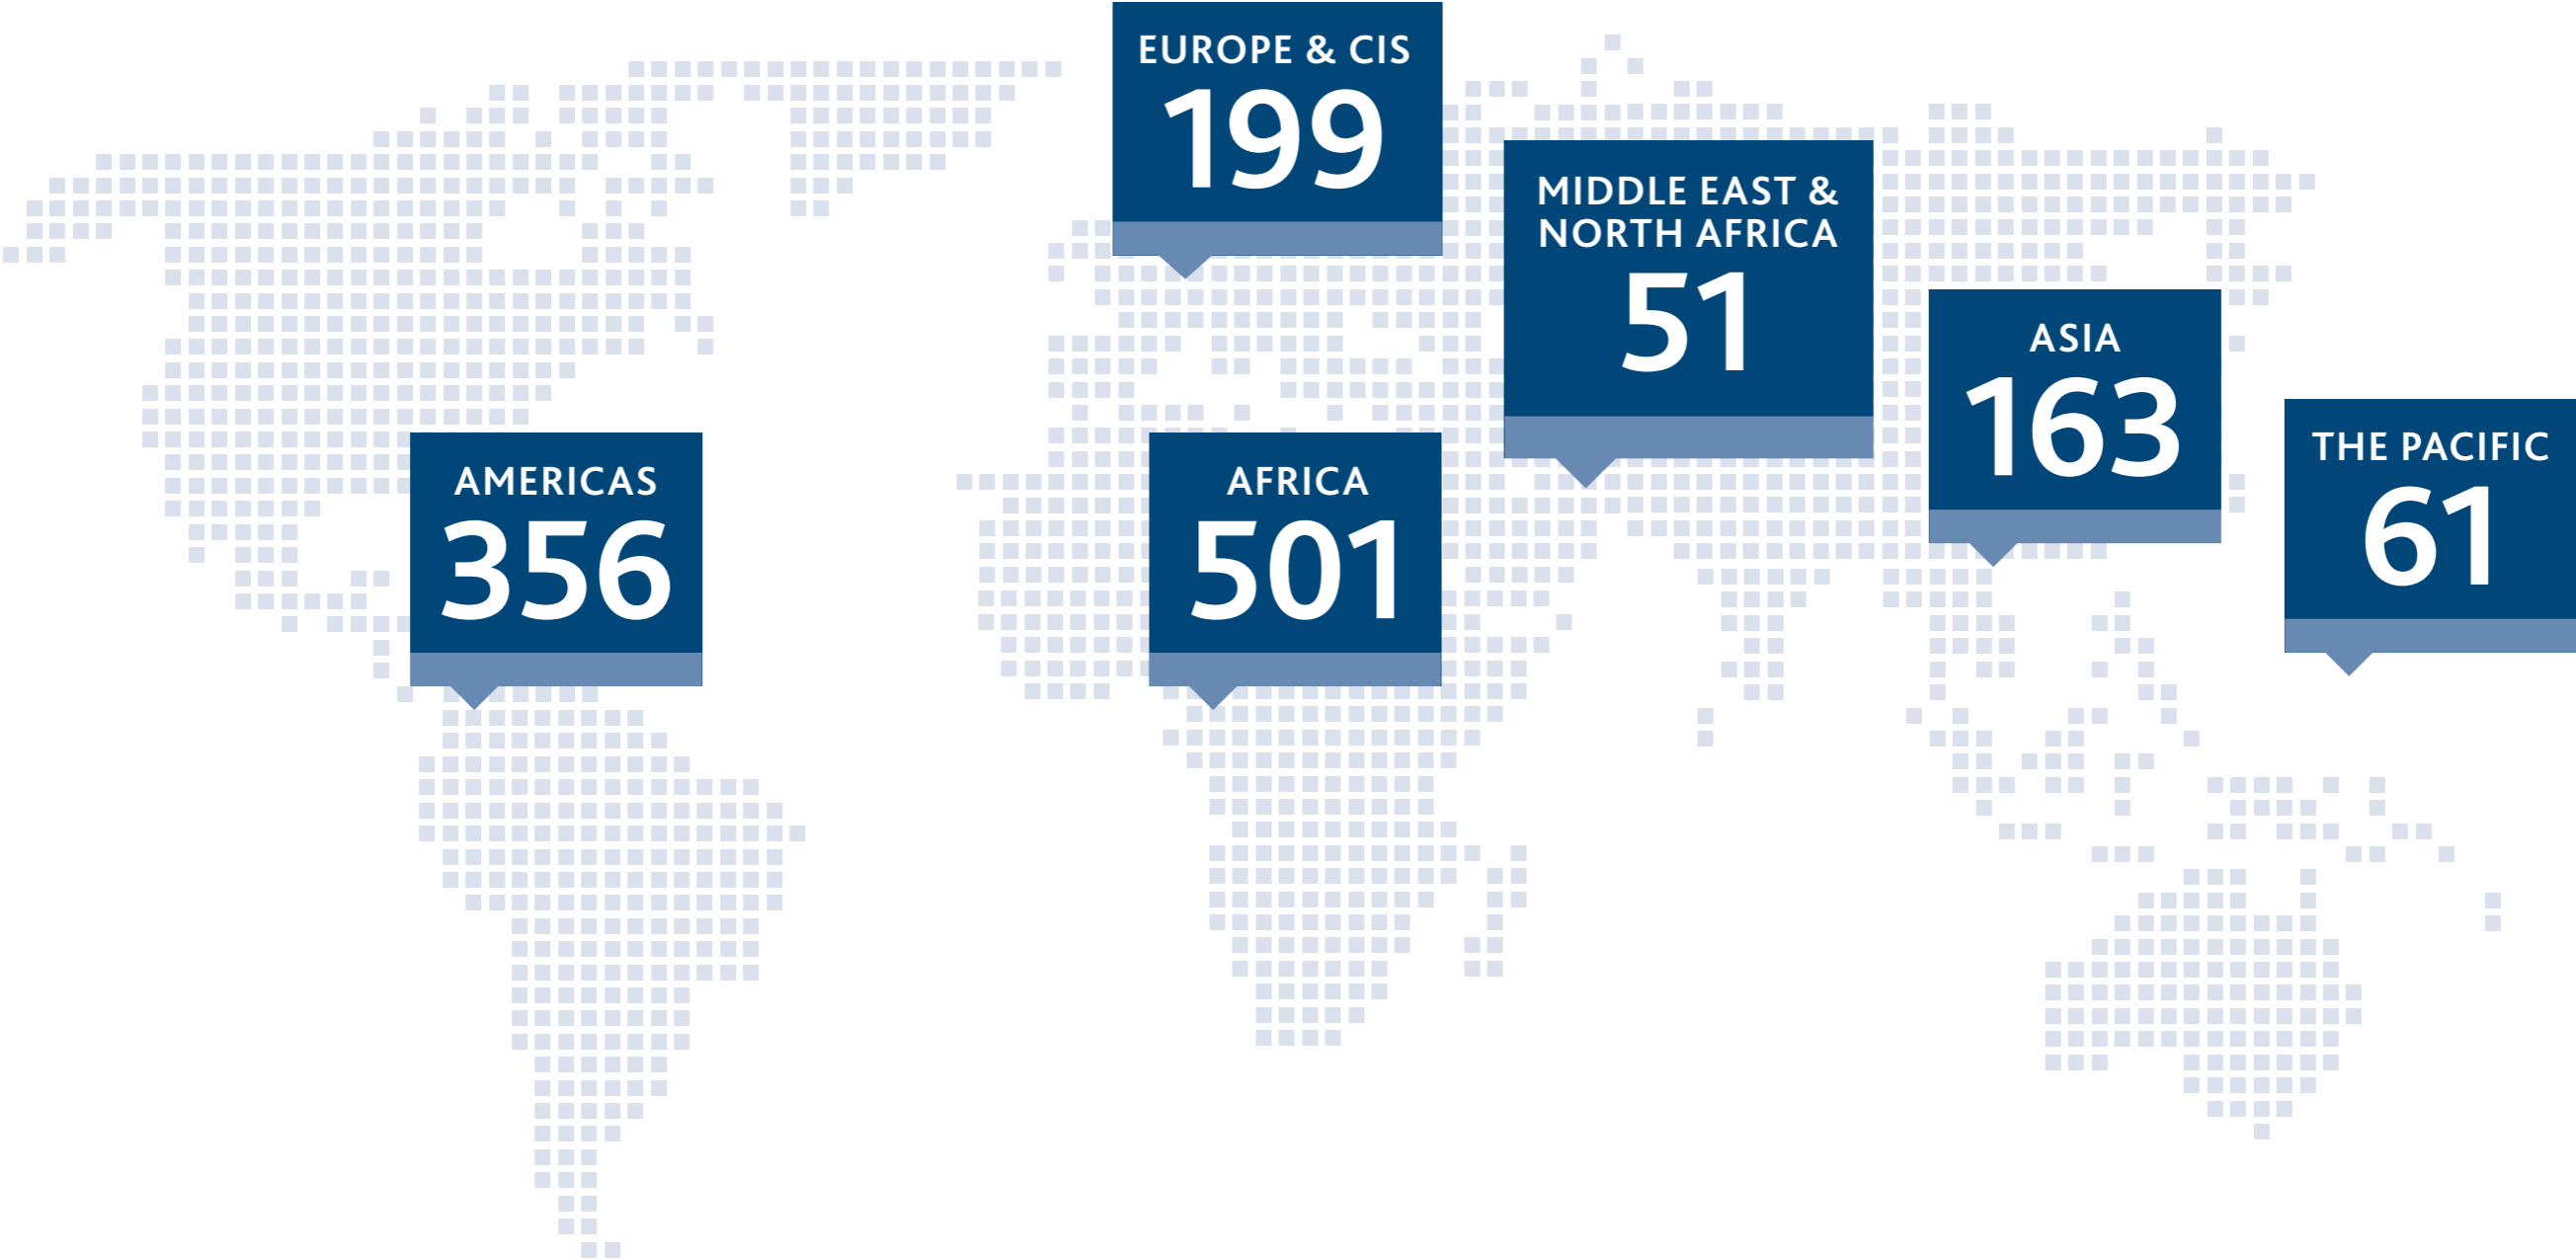 EUROPE & CIS
199
MIDDLE EAST &
NORTH AFRICA
51
ASIA
163
THE PACIFIC
61
AMERICAS
356
AFRICA
501